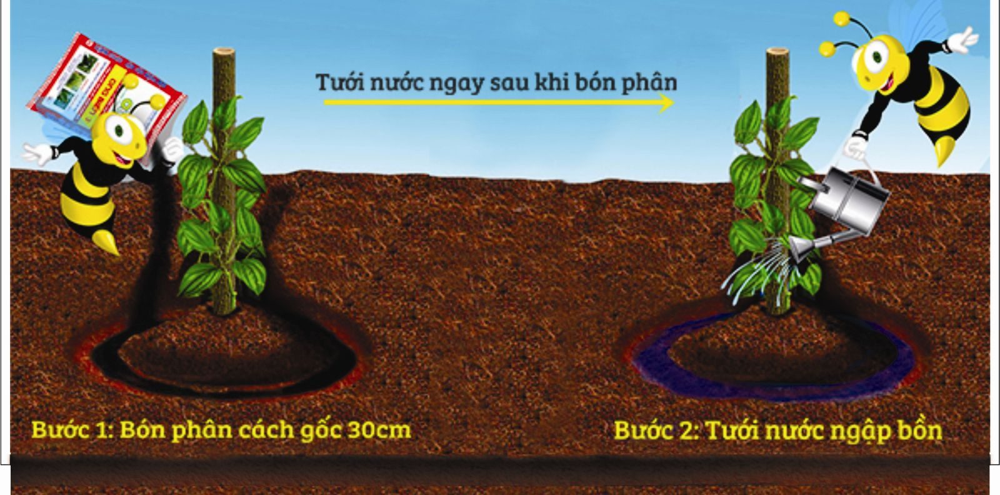 Tưới nước ngay sau khi bón phân
Bước 1: Bón phân cách gốc 30cm
Bước 2: Tưới nước ngập bồn